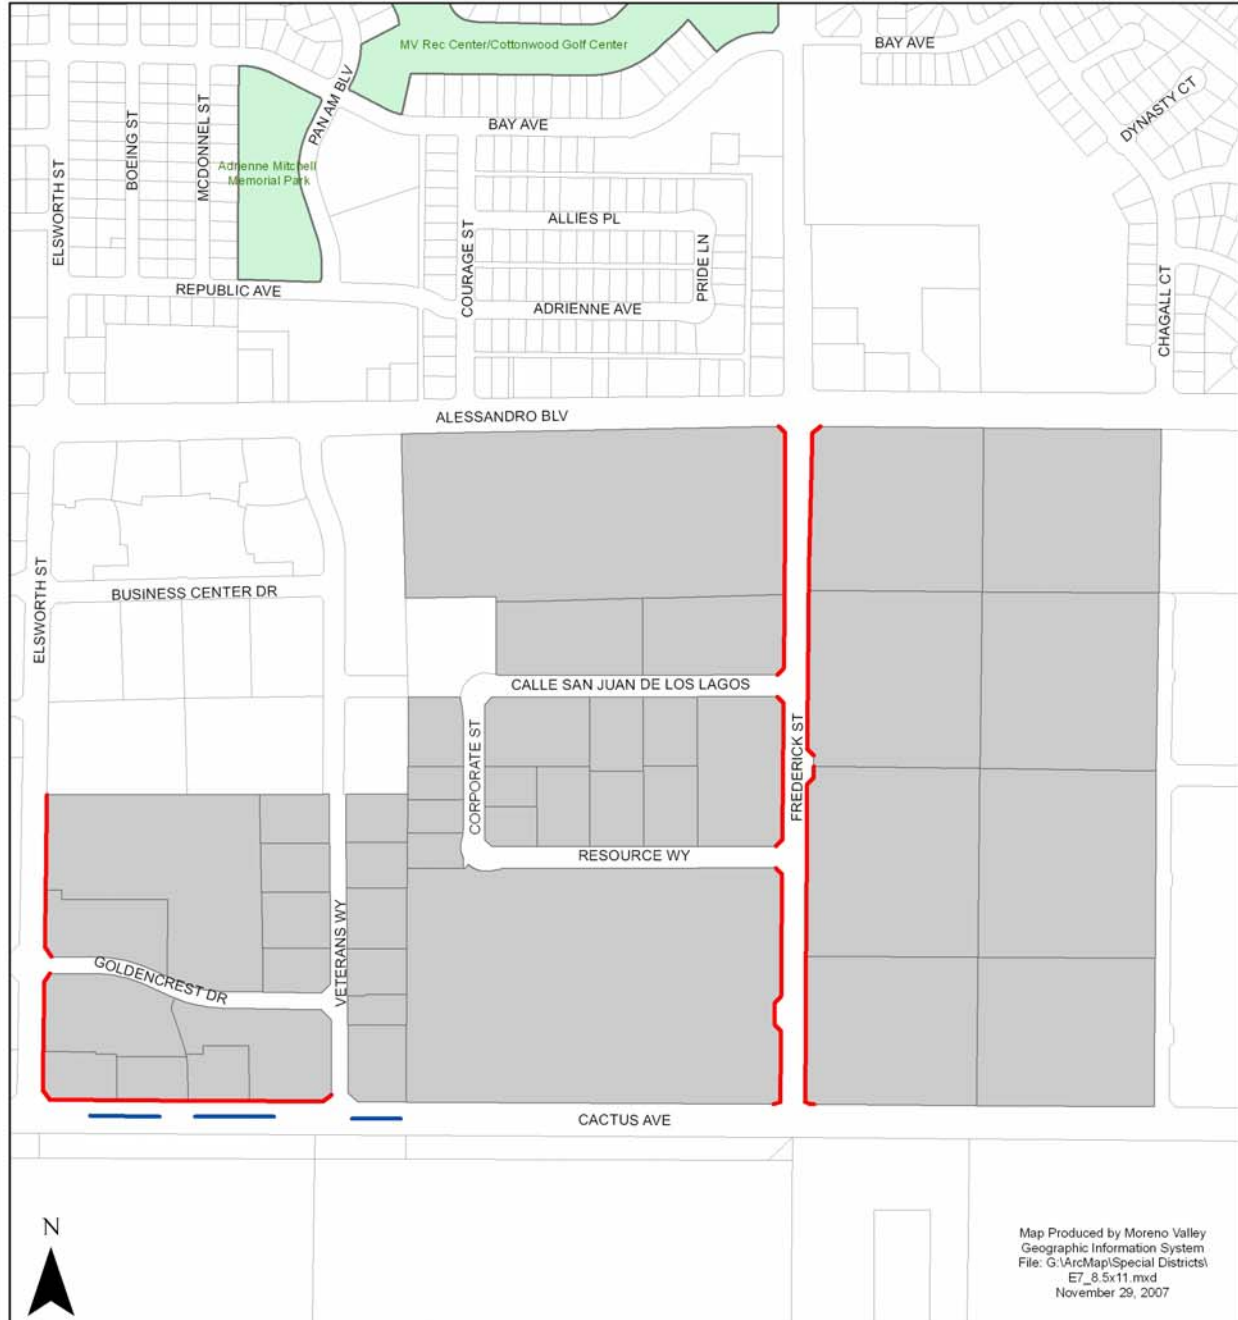 MV Rec Center/Cottonwood Golf Center
BAY AVE
DYNASTY CT
PAN AM BLV
BAY AVE
MCDONNEL ST
BOEING ST
ELSWORTH ST
Adrienne Mitchell
Memorial Park
ALLIES PL
COURAGE ST
PRIDE LN
CHAGALL CT
REPUBLIC AVE
ADRIENNE AVE
ALESSANDRO BLV
ELSWORTH ST
BUSINESS CENTER DR
CALLE SAN JUAN DE LOS LAGOS
CORPORATE ST
FREDERICK ST
RESOURCE WY
VETERANS WY
GOLDENCREST DR
CACTUS AVE
N
Map Produced by Moreno Valley
Geographic Information System
File: G:\ArcMap\Special Districts\
E7_8.5x11.mxd
November 29, 2007